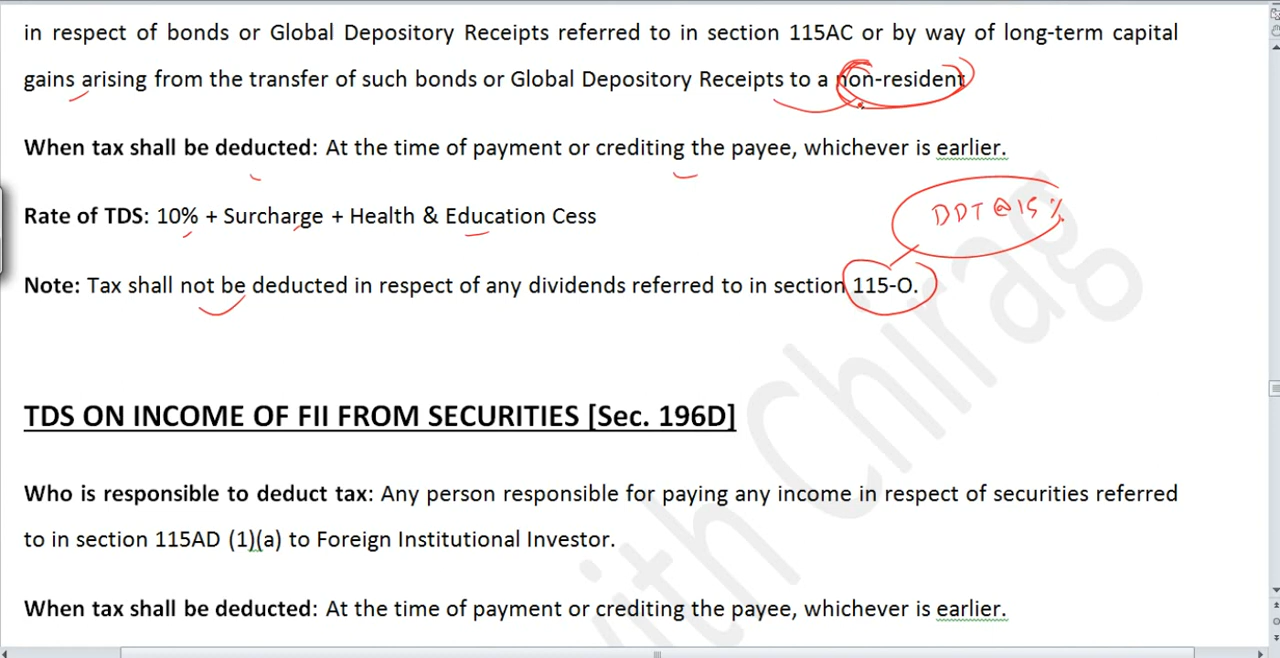 in respect of bonds or Global Depository Receipts referred to in section 115AC or by way of long-term capital
gains arising from the transfer of such bonds or Global Depository Receipts to a non-resident
When tax shall be deducted: At the time of payment or crediting the payee, whichever is earlier.
Rate of TDS: 10% + Surcharge + Health & Education Cess
DDT @ 15 %
Note: Tax shall not be deducted in respect of any dividends referred to in section 115-O.
TDS ON INCOME OF FII FROM SECURITIES [Sec. 196D]
Who is responsible to deduct tax: Any person responsible for paying any income in respect of securities referred
to in section 115AD (1)(a) to Foreign Institutional Investor.
When tax shall be deducted: At the time of payment or crediting the payee, whichever is earlier.
with Chirag